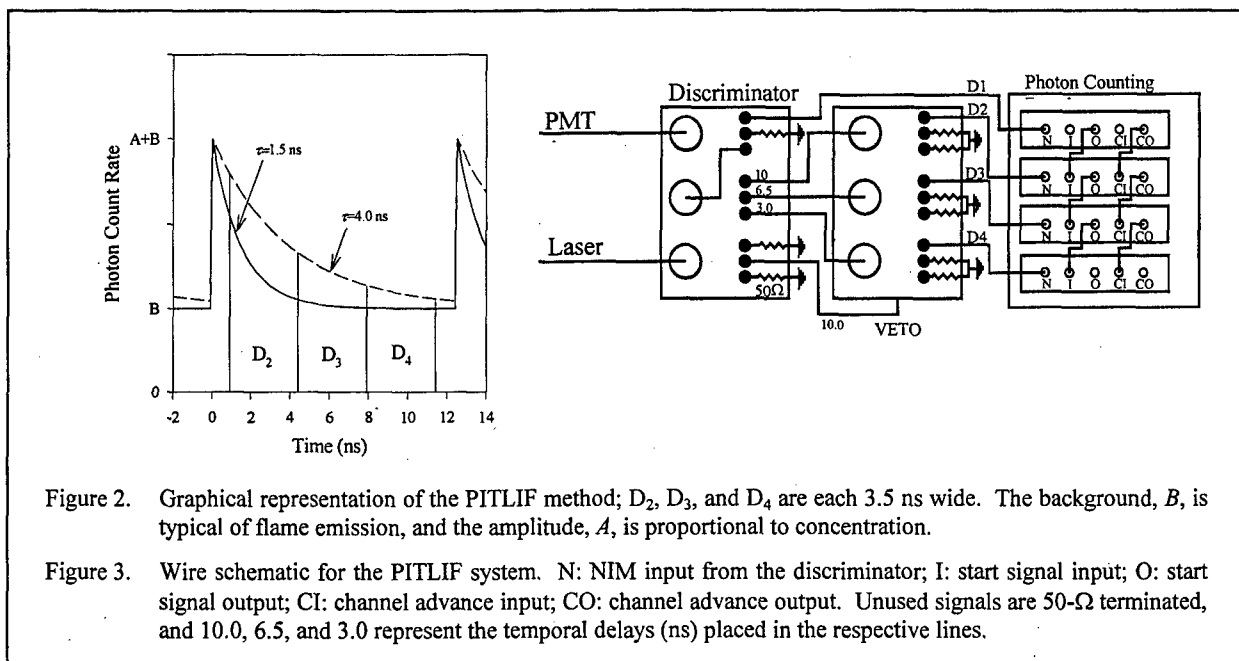 A+B
B
0
Photon Count Rate
τ=1.5 ns
τ=4.0 ns
D2
D3
D4
-2 0 2 4 6 8 10 12 14
Time (ns)
PMT
Laser
Discriminator
10
6.5
3.0
50Ω
10.0
VETO
D1
D2
D3
D4
Photon Counting
N I O CI CO
N I O CI CO
N I O CI CO
N I O CI CO
Figure 2. Graphical representation of the PITLIF method; D2, D3, and D4 are each 3.5 ns wide. The background, B, is
typical of flame emission, and the amplitude, A, is proportional to concentration.
Figure 3. Wire schematic for the PITLIF system. N: NIM input from the discriminator; I: start signal input; O: start
signal output; CI: channel advance input; CO: channel advance output. Unused signals are 50-Ω terminated,
and 10.0, 6.5, and 3.0 represent the temporal delays (ns) placed in the respective lines.